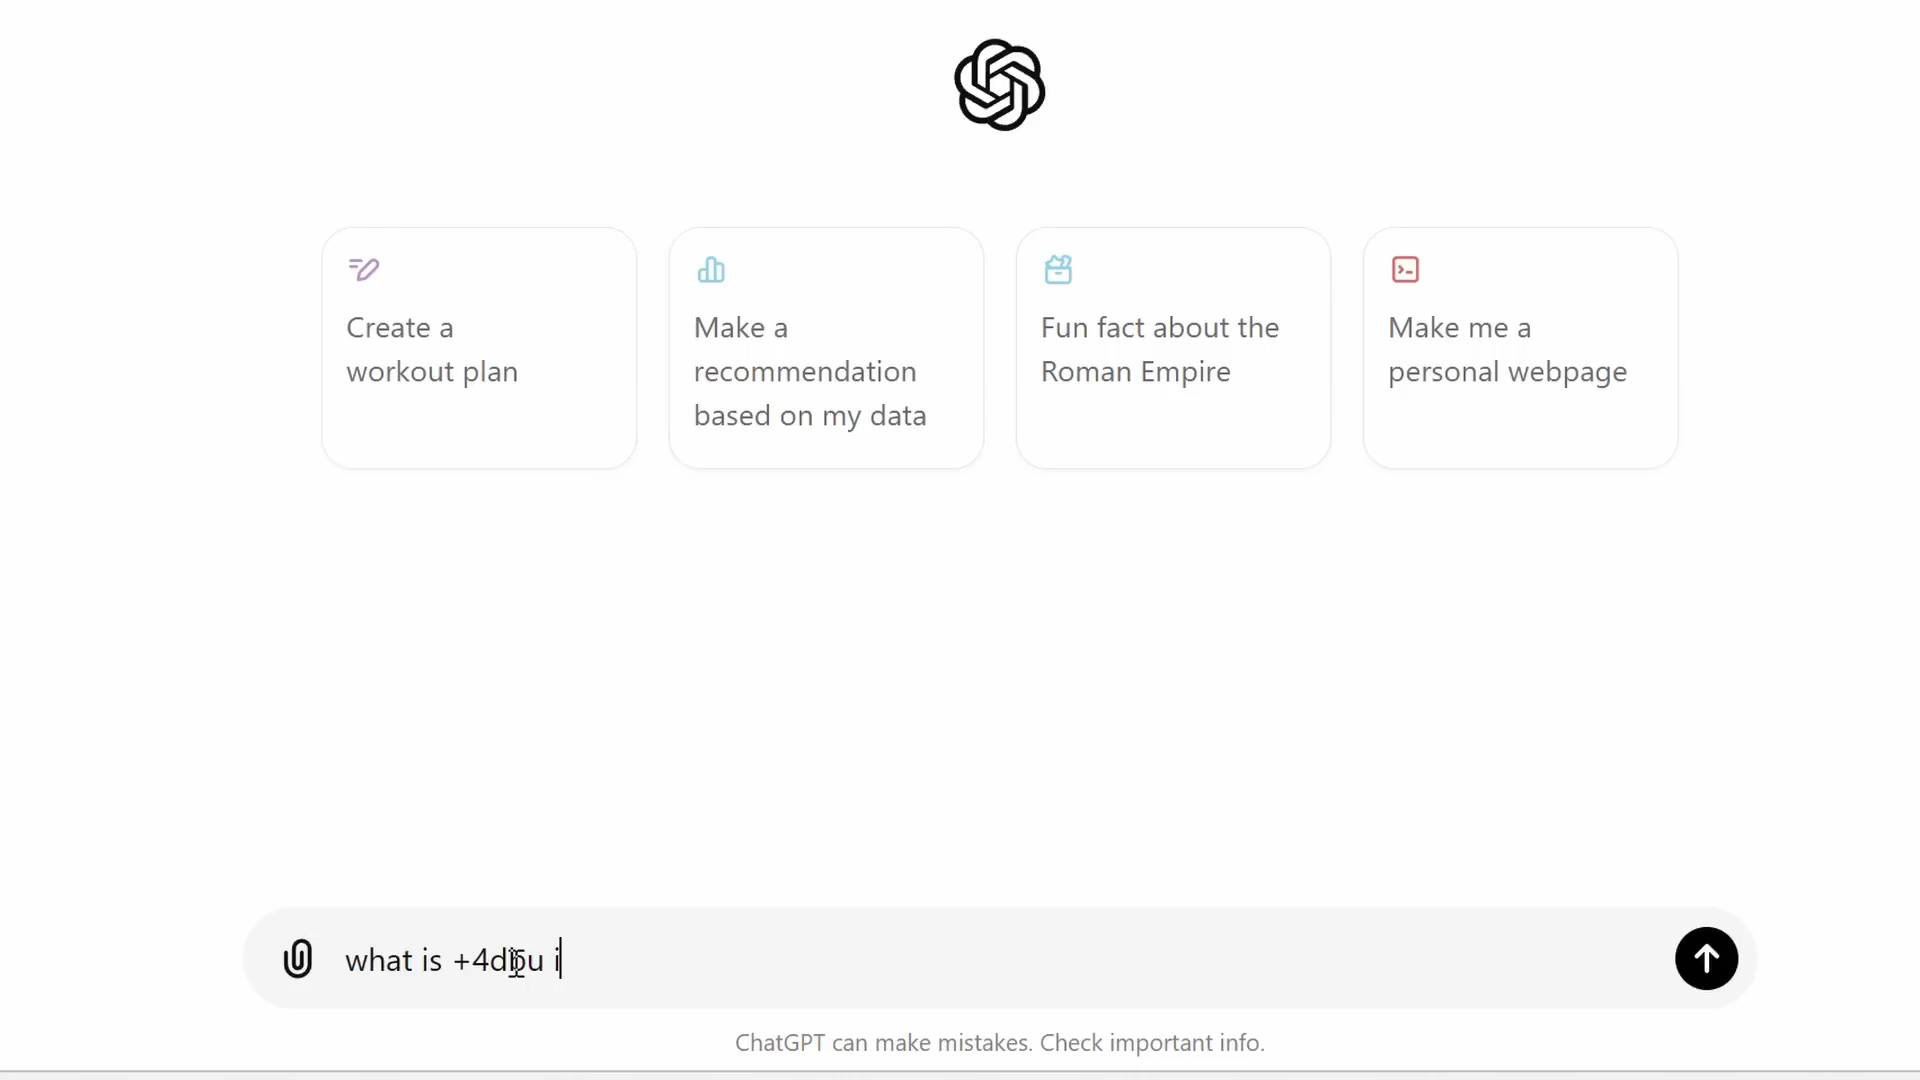 Create a
workout plan
Make a
recommendation
based on my data
Fun fact about the
Roman Empire
Make me a
personal webpage
what is +4dbu i
ChatGPT can make mistakes. Check important info.